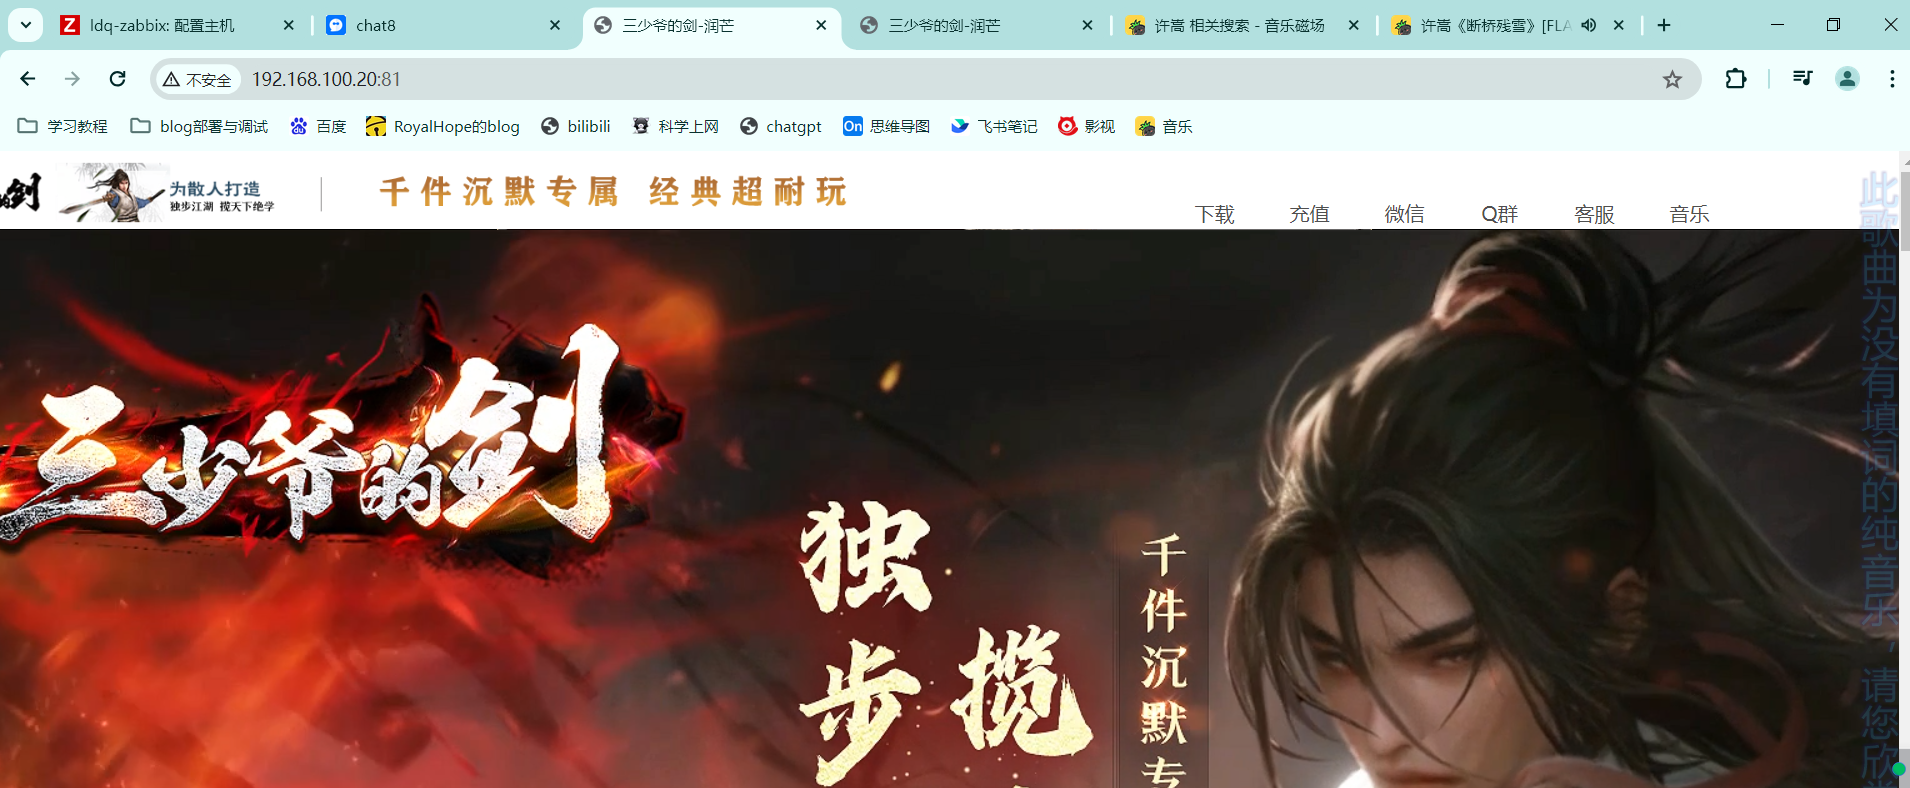 ldq-zabbix: 配置主机
chat8
三少爷的剑-润芒
三少爷的剑-润芒
许嵩 相关搜索 - 音乐磁场
许嵩《断桥残雪》[FLA
不安全
192.168.100.20:81
学习教程
blog部署与调试
百度
RoyalHope的blog
bilibili
科学上网
chatgpt
On 思维导图
飞书笔记
影视
音乐
的剑
为散人打造
独步江湖 揽天下绝学
千件沉默专属 经典超耐玩
下载
充值
微信
Q群
客服
音乐
三少爷的剑
独步
揽
千件沉默专
此歌曲为没有填词的纯音乐，请您欣赏